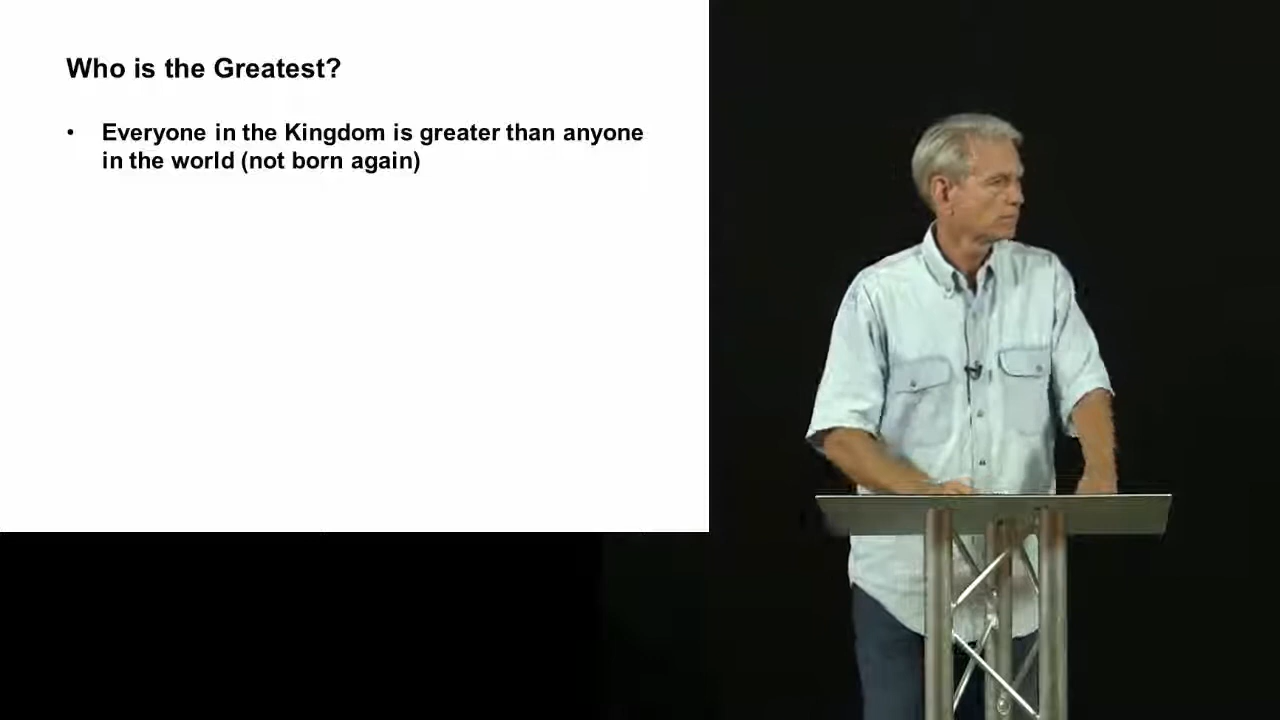 Who is the Greatest?
• Everyone in the Kingdom is greater than anyone
in the world (not born again)